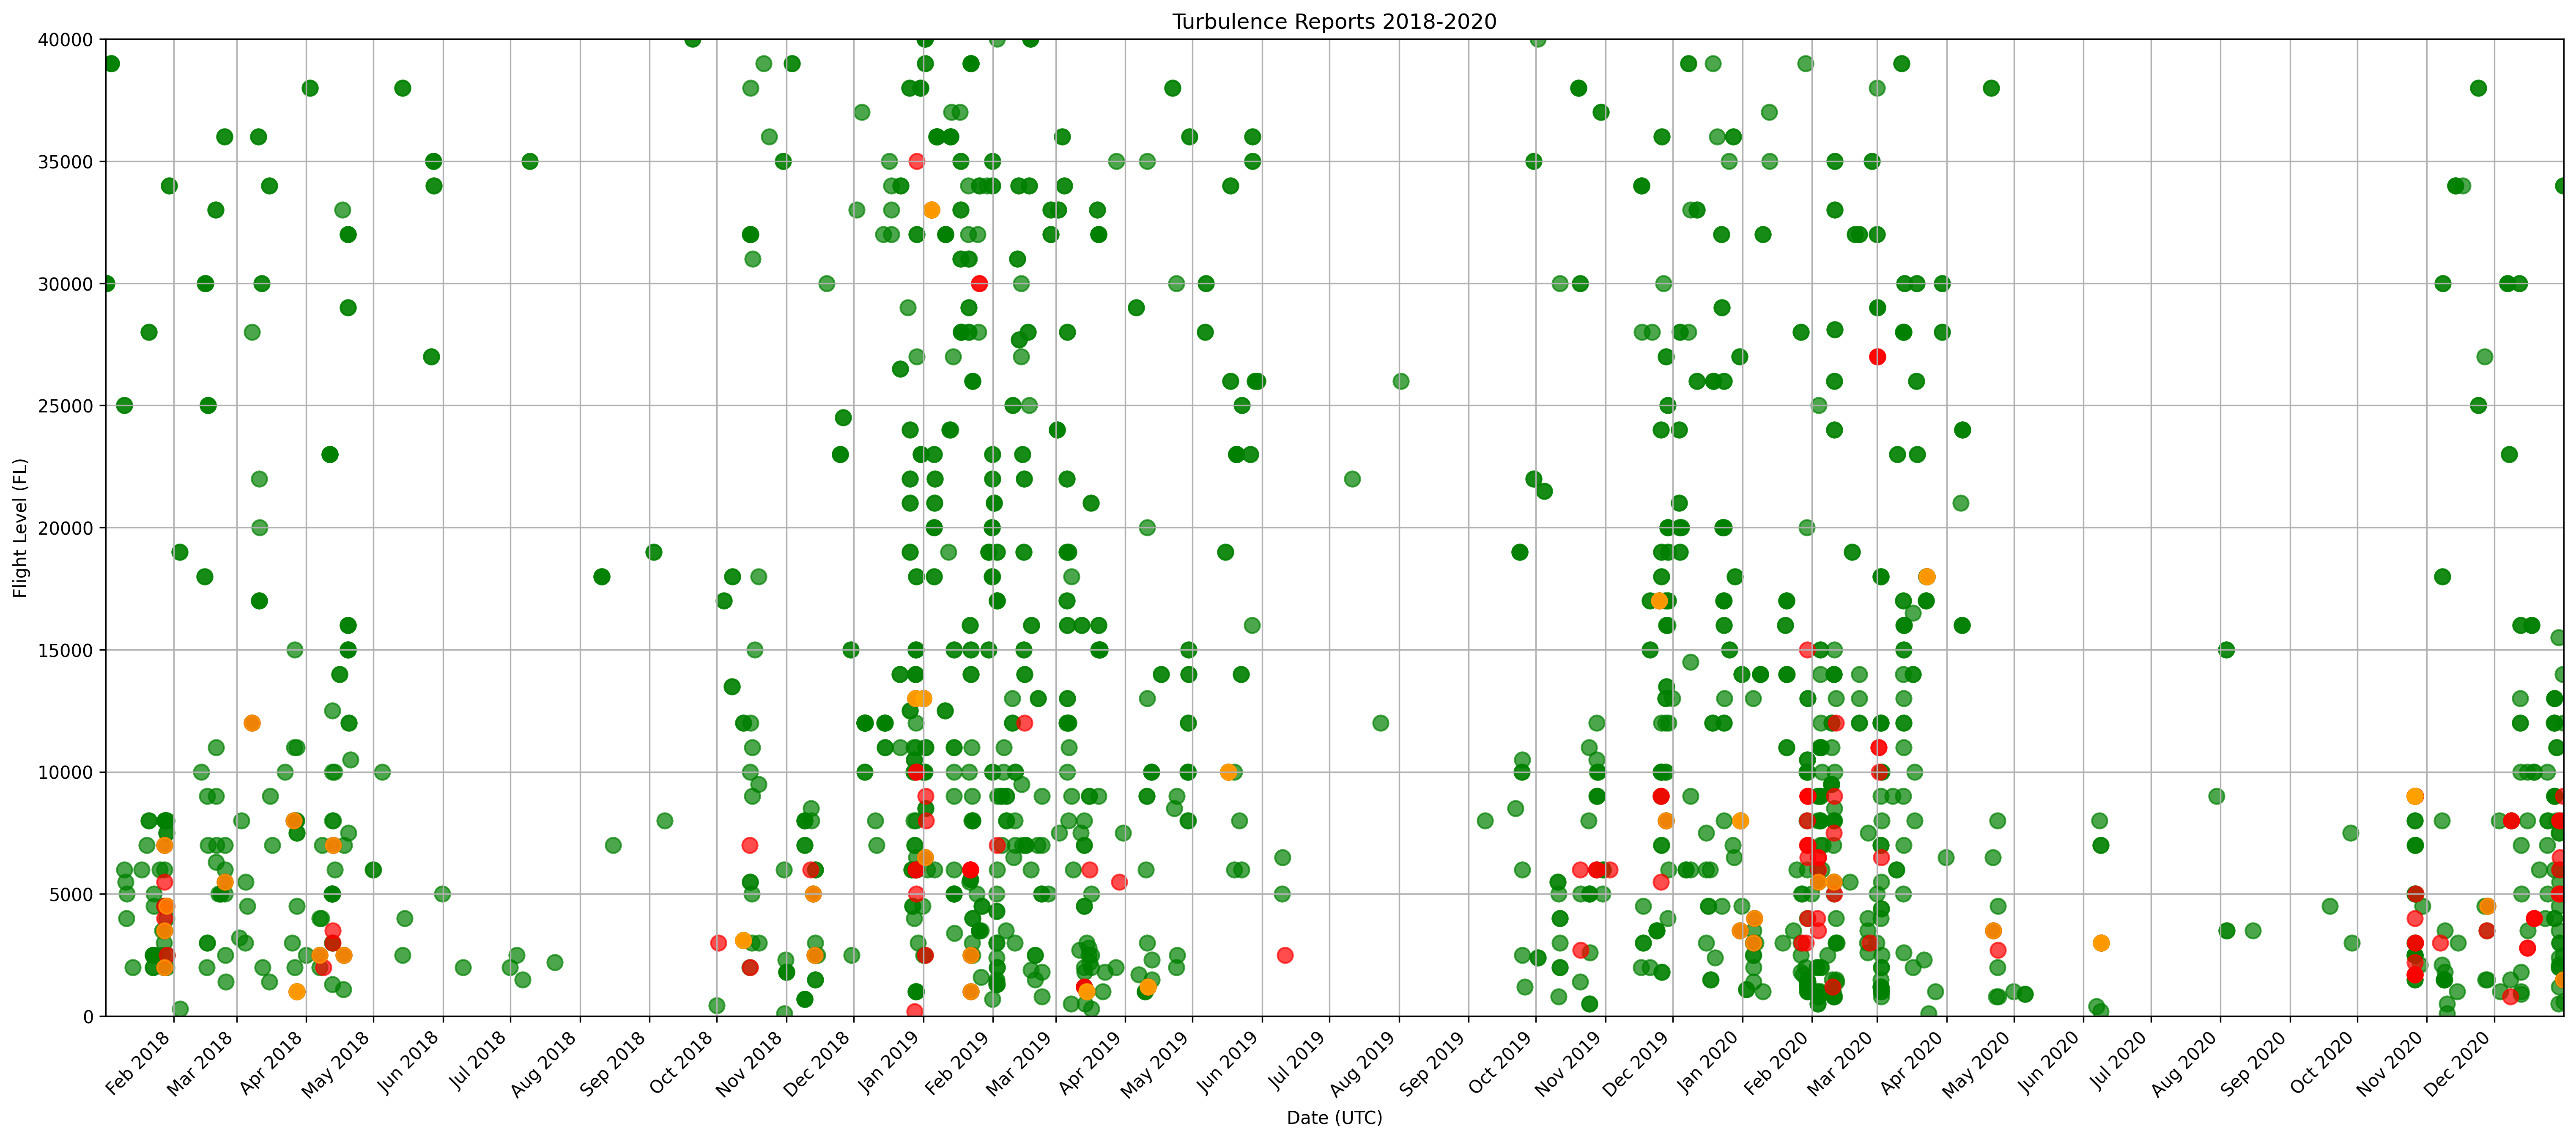 Turbulence Reports 2018-2020
40000
35000
30000
25000
20000
15000
10000
5000
0
Flight Level (FL)
Feb 2018
Mar 2018
Apr 2018
May 2018
Jun 2018
Jul 2018
Aug 2018
Sep 2018
Oct 2018
Nov 2018
Dec 2018
Jan 2019
Feb 2019
Mar 2019
Apr 2019
May 2019
Jun 2019
Jul 2019
Aug 2019
Sep 2019
Oct 2019
Nov 2019
Dec 2019
Jan 2020
Feb 2020
Mar 2020
Apr 2020
May 2020
Jun 2020
Jul 2020
Aug 2020
Sep 2020
Oct 2020
Nov 2020
Dec 2020
Date (UTC)